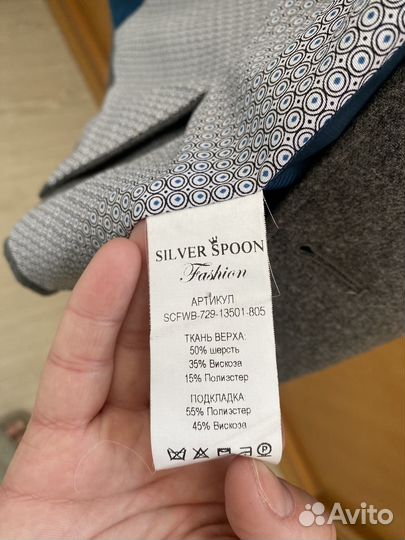 SILVER SPOON
Fashion
АРТИКУЛ
SCFWB-729-13501-805
ТКАНЬ ВЕРХА:
50% шерсть
35% Вискоза
15% Полиэстер
ПОДКЛАДКА
55% Полиэстер
45% Вискоза
Avito